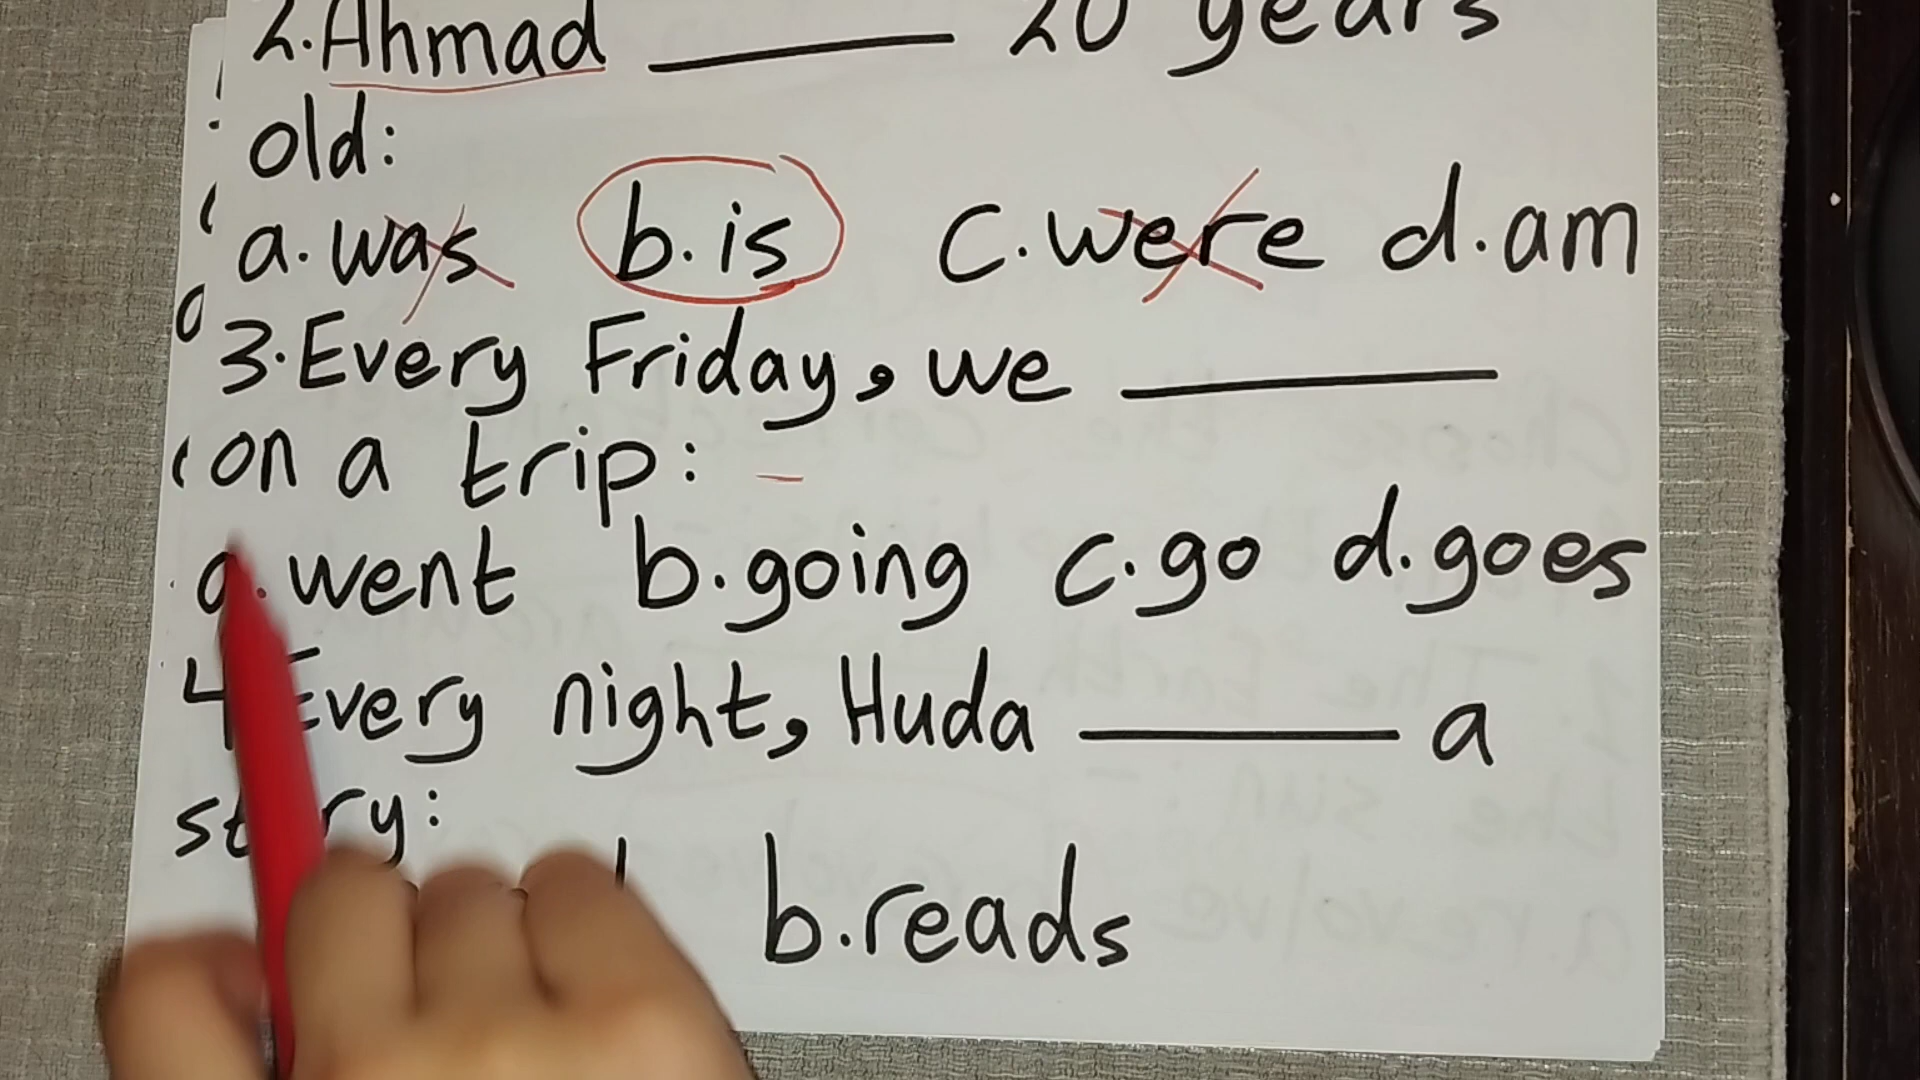 2.Ahmad ______ 20 years
old:
a.was b.is c.were d.am
3.Every Friday, we ______
on a trip:
a.went b.going c.go d.goes
4.Every night, Huda ______ a
story:
b.reads